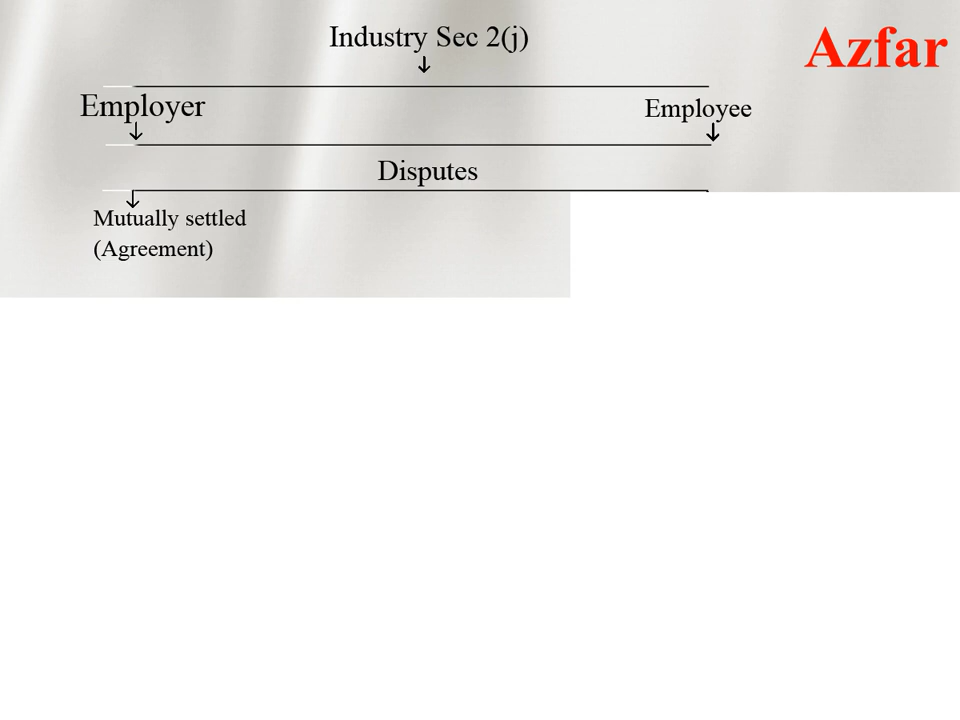 Industry Sec 2(j)
Azfar
Employer
Employee
Disputes
Mutually settled
(Agreement)